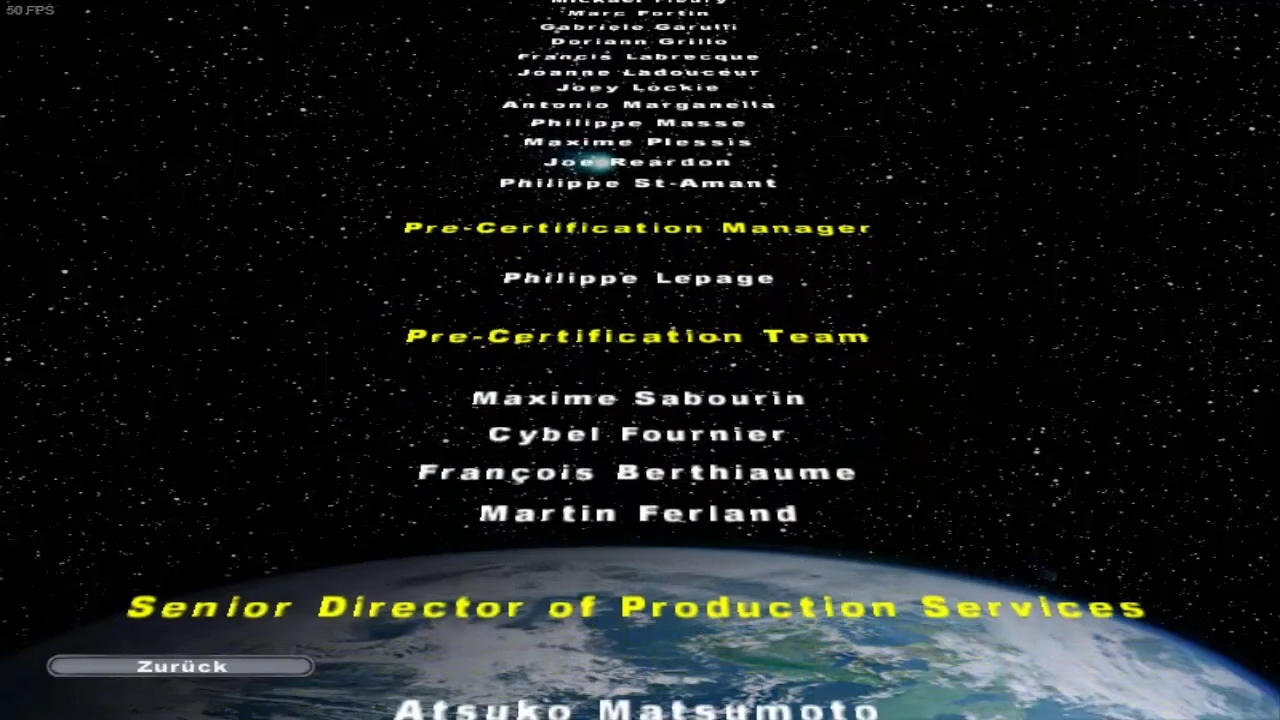 50 FPS
Mickael Fleury
Marc Fortin
Gabriele Garulli
Doriann Grillo
Francis Labrecque
Joanne Ladouceur
Joey Lockie
Antonio Marganella
Philippe Masse
Maxime Plessis
Joe Reardon
Philippe St-Amant
Pre-Certification Manager
Philippe Lepage
Pre-Certification Team
Maxime Sabourin
Cybel Fournier
François Berthiaume
Martin Ferland
Senior Director of Production Services
Zurück
Atsuko Matsumoto